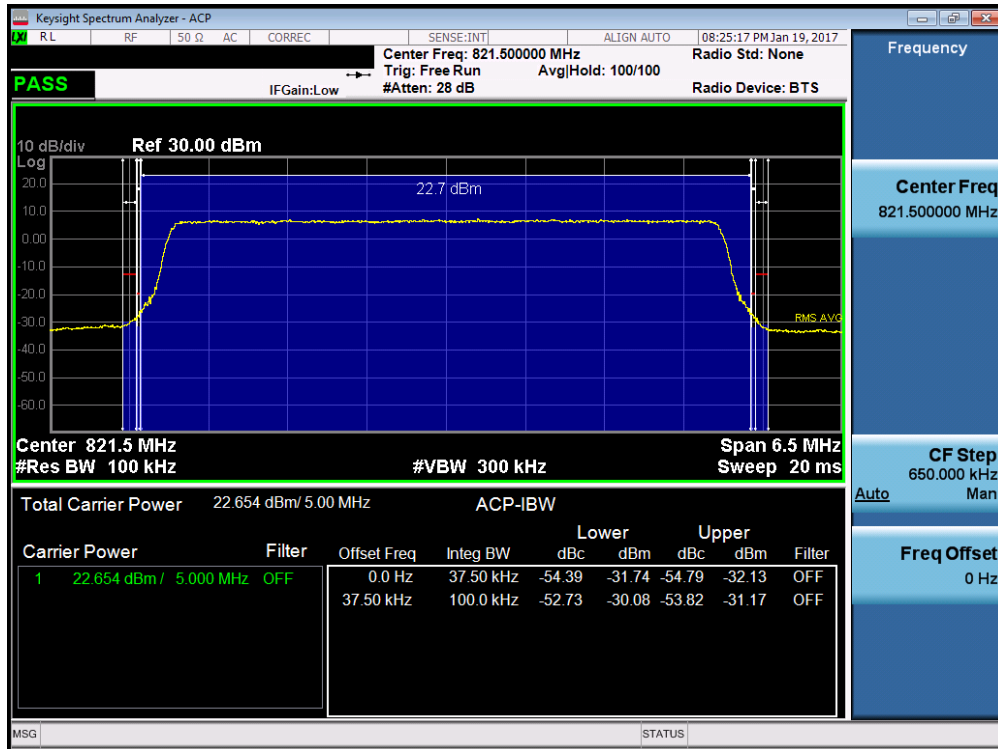 Keysight Spectrum Analyzer - ACP
LXI RL RF 50 Ω AC CORREC SENSE:INT ALIGN AUTO 08:25:17 PM Jan 19, 2017
Center Freq: 821.500000 MHz Radio Std: None
Trig: Free Run Avg|Hold: 100/100
PASS IFGain:Low #Atten: 28 dB Radio Device: BTS
10 dB/div Ref 30.00 dBm
Log
20.0
10.0
0.00
-10.0
-20.0
-30.0
-40.0
-50.0
-60.0
22.7 dBm
RMS AVG
Center 821.5 MHz Span 6.5 MHz
#Res BW 100 kHz #VBW 300 kHz Sweep 20 ms
Total Carrier Power 22.654 dBm/ 5.00 MHz ACP-IBW
Lower Upper
Carrier Power Filter Offset Freq Integ BW dBc dBm dBc dBm Filter
1 22.654 dBm / 5.000 MHz OFF 0.0 Hz 37.50 kHz -54.39 -31.74 -54.79 -32.13 OFF
37.50 kHz 100.0 kHz -52.73 -30.08 -53.82 -31.17 OFF
MSG STATUS
Frequency
Center Freq
821.500000 MHz
CF Step
650.000 kHz
Auto Man
Freq Offset
0 Hz